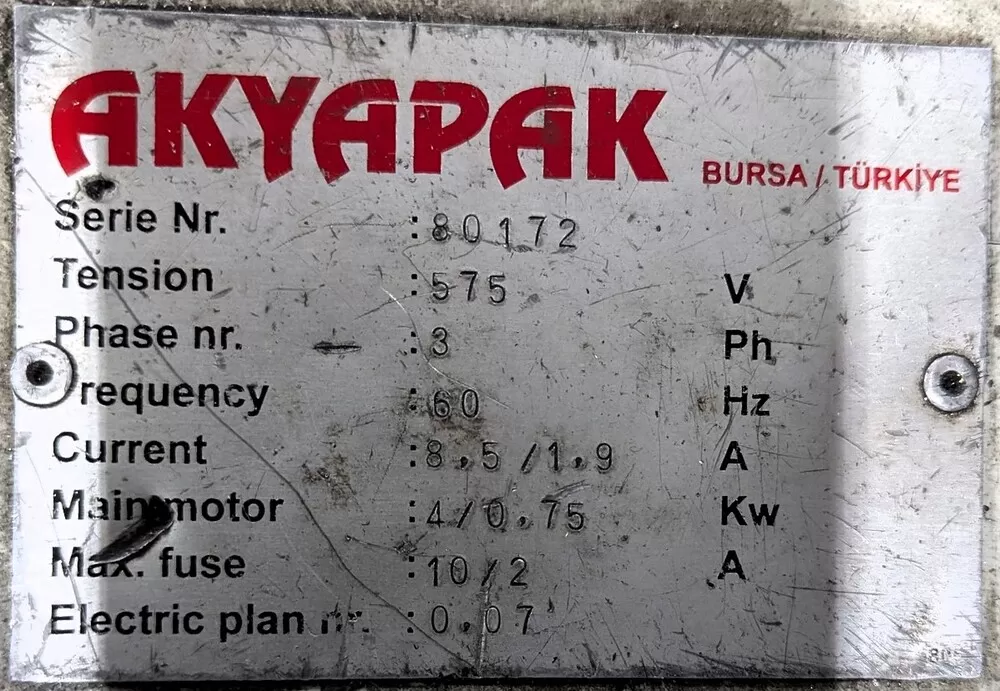 AKYAPAK BURSA / TÜRKİYE
Serie Nr. :80172
Tension :575 V
Phase nr. :3 Ph
Frequency :60 Hz
Current :8.5/1.9 A
Main motor :4/0.75 Kw
Max. fuse :10/2 A
Electric plan nr. :0.07